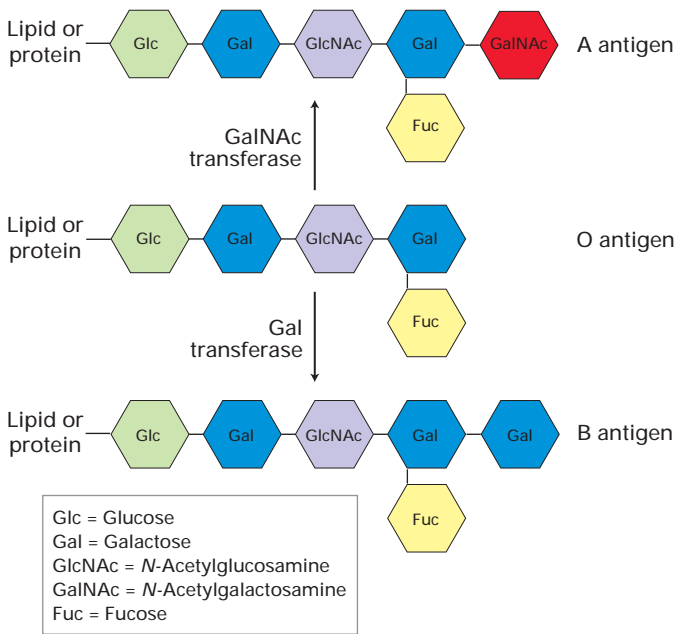 Lipid or
protein
Glc
Gal
GlcNAc
Gal
GalNAc
A antigen
Fuc
GalNAc
transferase
Lipid or
protein
Glc
Gal
GlcNAc
Gal
O antigen
Fuc
Gal
transferase
Lipid or
protein
Glc
Gal
GlcNAc
Gal
Gal
B antigen
Fuc
Glc = Glucose
Gal = Galactose
GlcNAc = N-Acetylglucosamine
GalNAc = N-Acetylgalactosamine
Fuc = Fucose